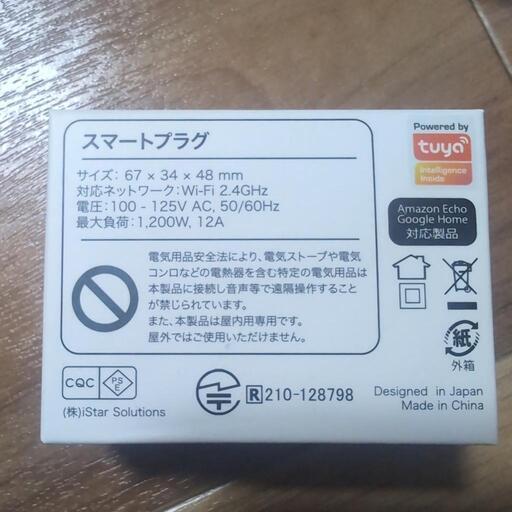 スマートプラグ
サイズ: 67 × 34 × 48 mm
対応ネットワーク: Wi-Fi 2.4GHz
電圧: 100 - 125V AC, 50/60Hz
最大負荷: 1,200W, 12A
電気用品安全法により、電気ストーブや電気
コンロなどの電熱器を含む特定の電気用品は
本製品に接続し音声等で遠隔操作すること
が禁じられています。
また、本製品は屋内用専用です。
屋外ではご使用いただけません。
Powered by
tuya
Intelligence
Inside
Amazon Echo
Google Home
対応製品
紙
外箱
CQC
PS
E
(株)iStar Solutions
R 210-128798
Designed in Japan
Made in China